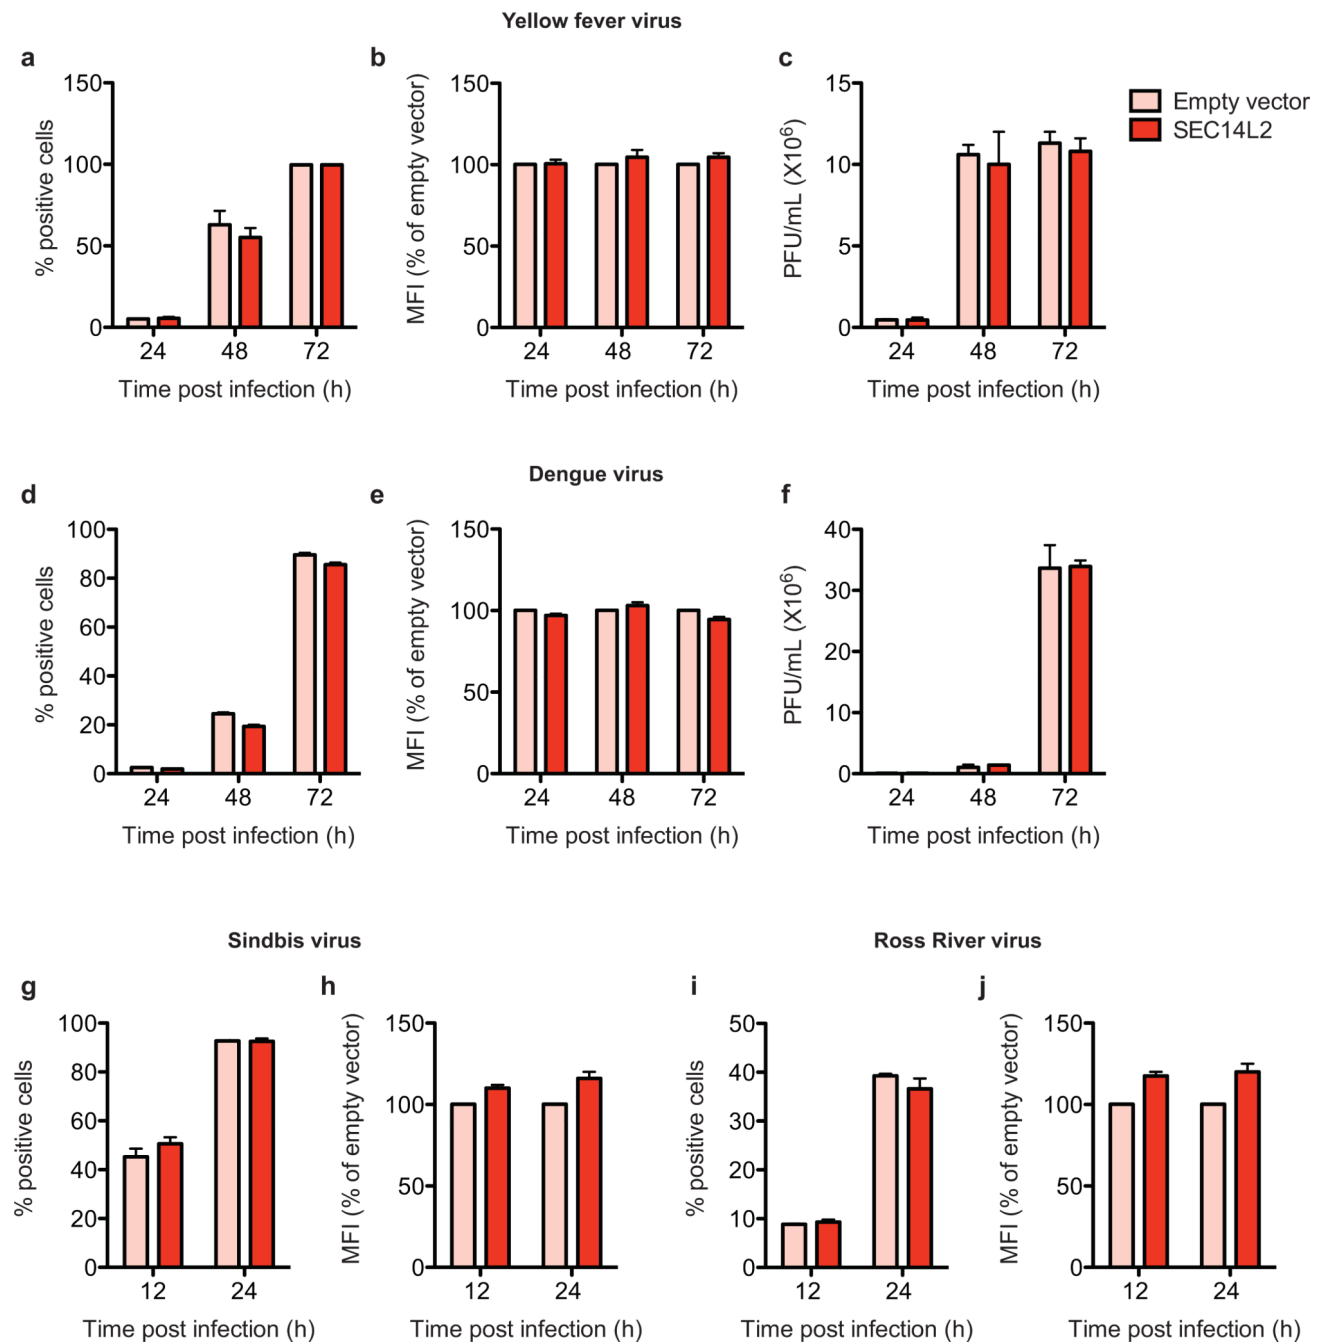 Yellow fever virus
a
% positive cells
150
100
50
0
24 48 72
Time post infection (h)
b
MFI (% of empty vector)
150
100
50
0
24 48 72
Time post infection (h)
c
PFU/mL (X10⁶)
15
10
5
0
24 48 72
Time post infection (h)
Empty vector
SEC14L2
Dengue virus
d
% positive cells
100
80
60
40
20
0
24 48 72
Time post infection (h)
e
MFI (% of empty vector)
150
100
50
0
24 48 72
Time post infection (h)
f
PFU/mL (X10⁶)
40
30
20
10
0
24 48 72
Time post infection (h)
Sindbis virus
g
% positive cells
100
80
60
40
20
0
12 24
Time post infection (h)
h
MFI (% of empty vector)
150
100
50
0
12 24
Time post infection (h)
Ross River virus
i
% positive cells
50
40
30
20
10
0
12 24
Time post infection (h)
j
MFI (% of empty vector)
150
100
50
0
12 24
Time post infection (h)